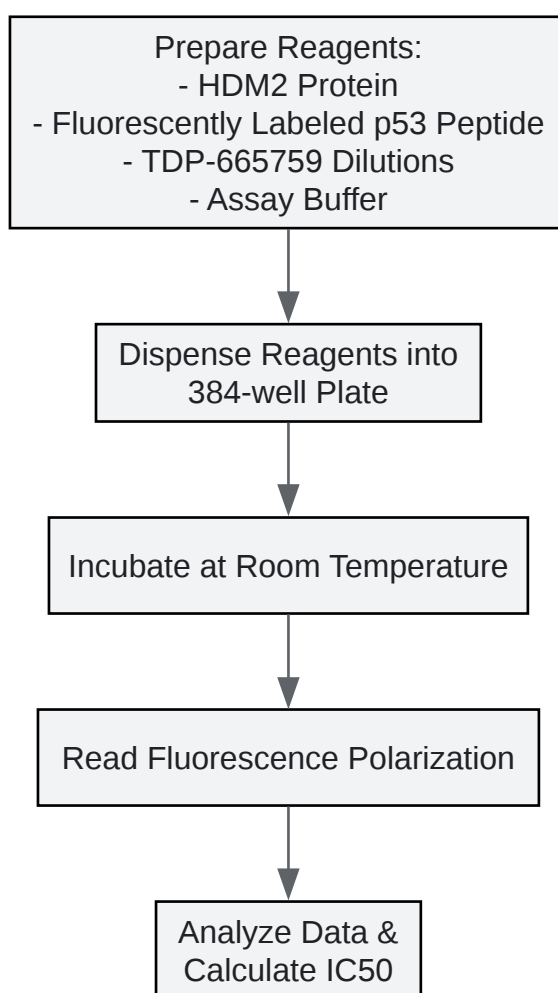 Prepare Reagents:
- HDM2 Protein
- Fluorescently Labeled p53 Peptide
- TDP-665759 Dilutions
- Assay Buffer
Dispense Reagents into
384-well Plate
Incubate at Room Temperature
Read Fluorescence Polarization
Analyze Data &
Calculate IC50